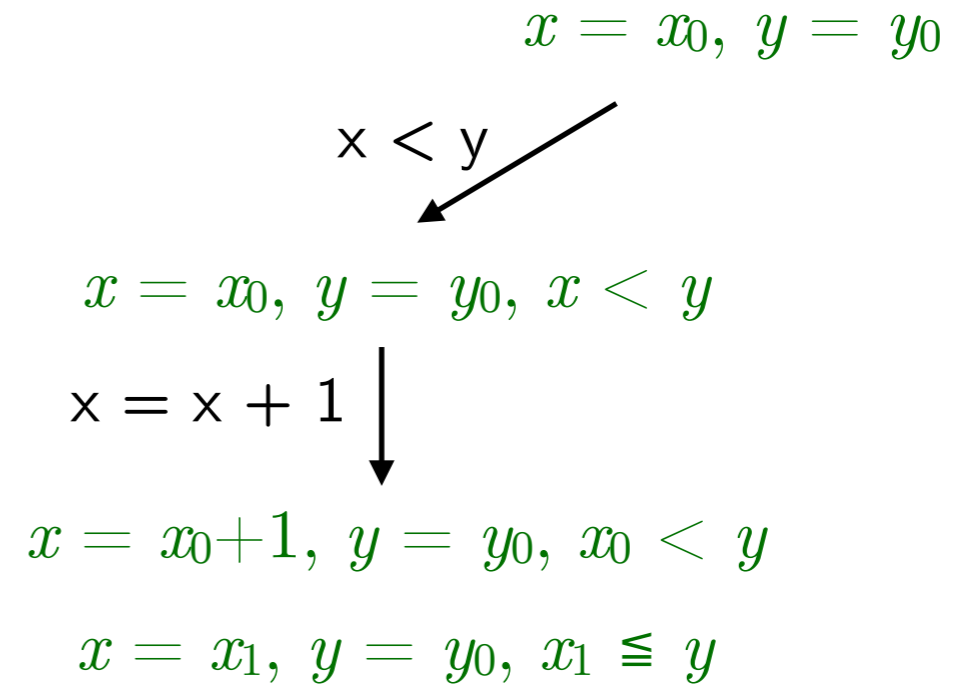 x = x₀, y = y₀
x < y
x = x₀, y = y₀, x < y
x = x + 1
x = x₀+1, y = y₀, x₀ < y
x = x₁, y = y₀, x₁ ≦ y